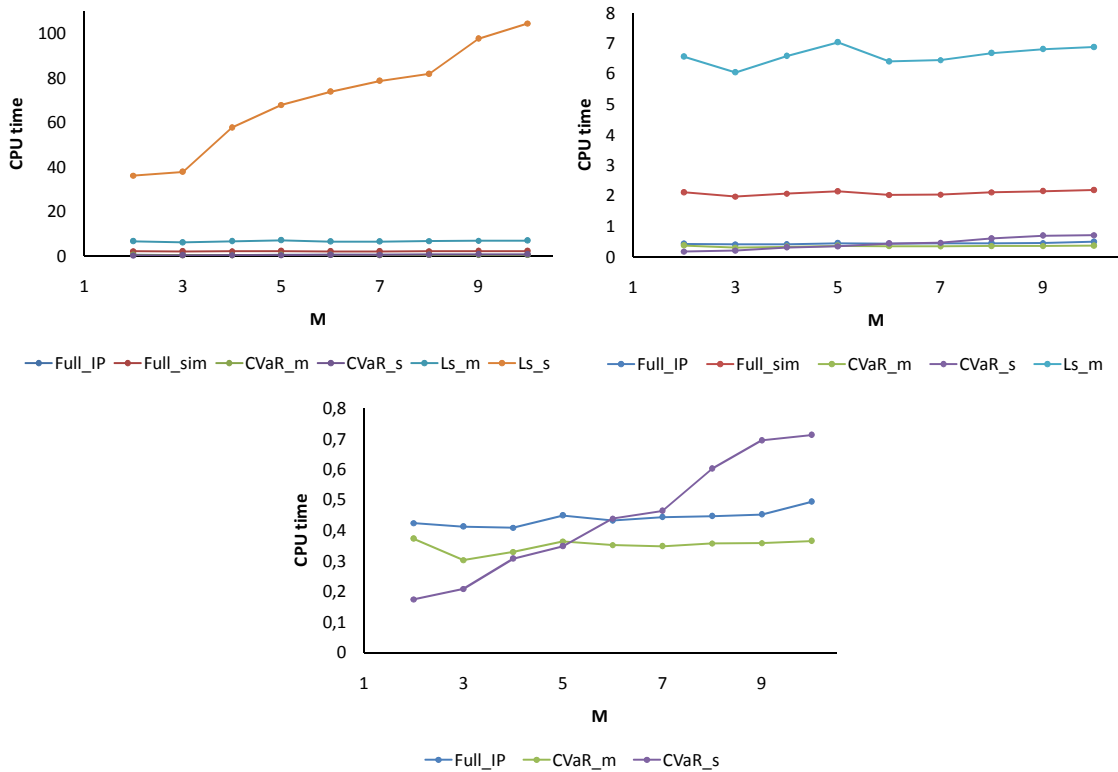 100
80
60
40
20
0
CPU time
1 3 5 7 9
M
Full_IP Full_sim CVaR_m CVaR_s Ls_m Ls_s
8
7
6
5
4
3
2
1
0
CPU time
1 3 5 7 9
M
Full_IP Full_sim CVaR_m CVaR_s Ls_m
0,8
0,7
0,6
0,5
0,4
0,3
0,2
0,1
0
CPU time
1 3 5 7 9
M
Full_IP CVaR_m CVaR_s